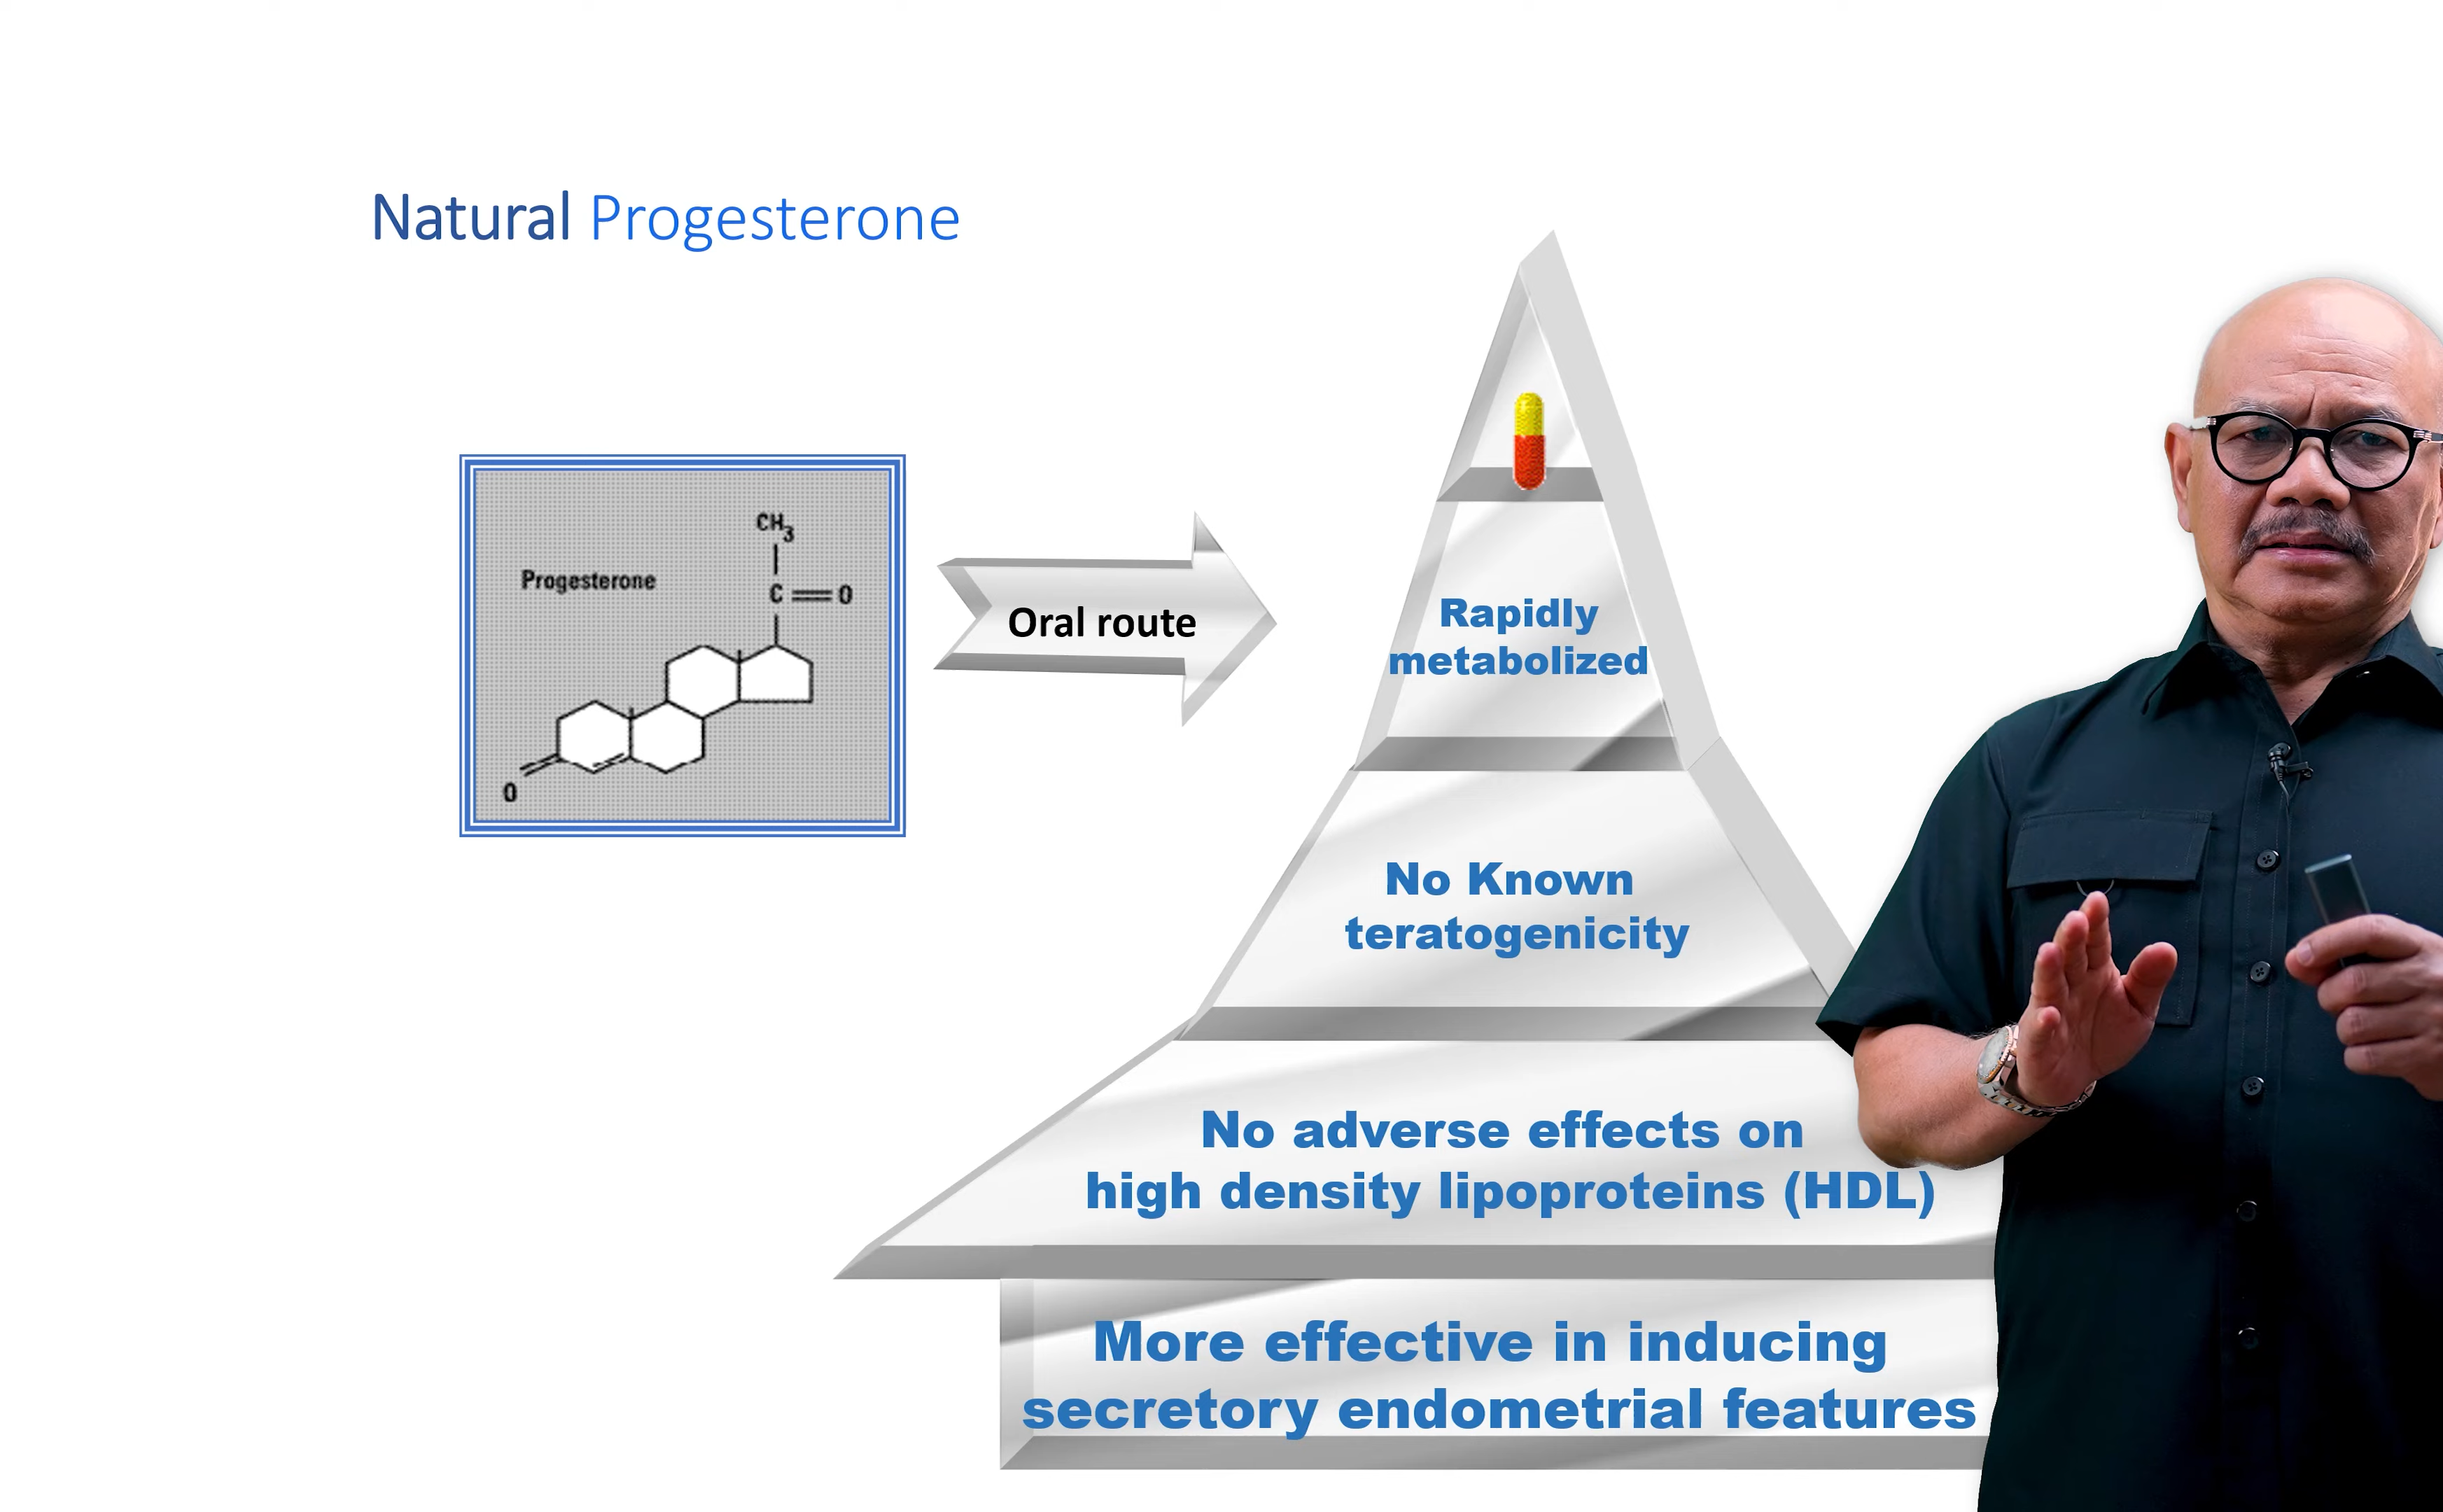 Natural Progesterone
CH3
Progesterone
C=O
O
Oral route
Rapidly
metabolized
No Known
teratogenicity
No adverse effects on
high density lipoproteins (HDL)
More effective in inducing
secretory endometrial features